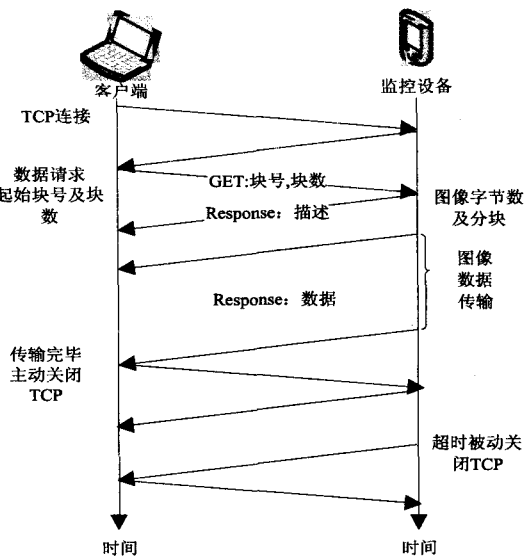 客户端
监控设备
TCP连接
数据请求
起始块号及块
数
GET:块号,块数
Response：描述
图像字节数
及分块
图像
数据
传输
Response：数据
传输完毕
主动关闭
TCP
超时被动关
闭TCP
时间
时间